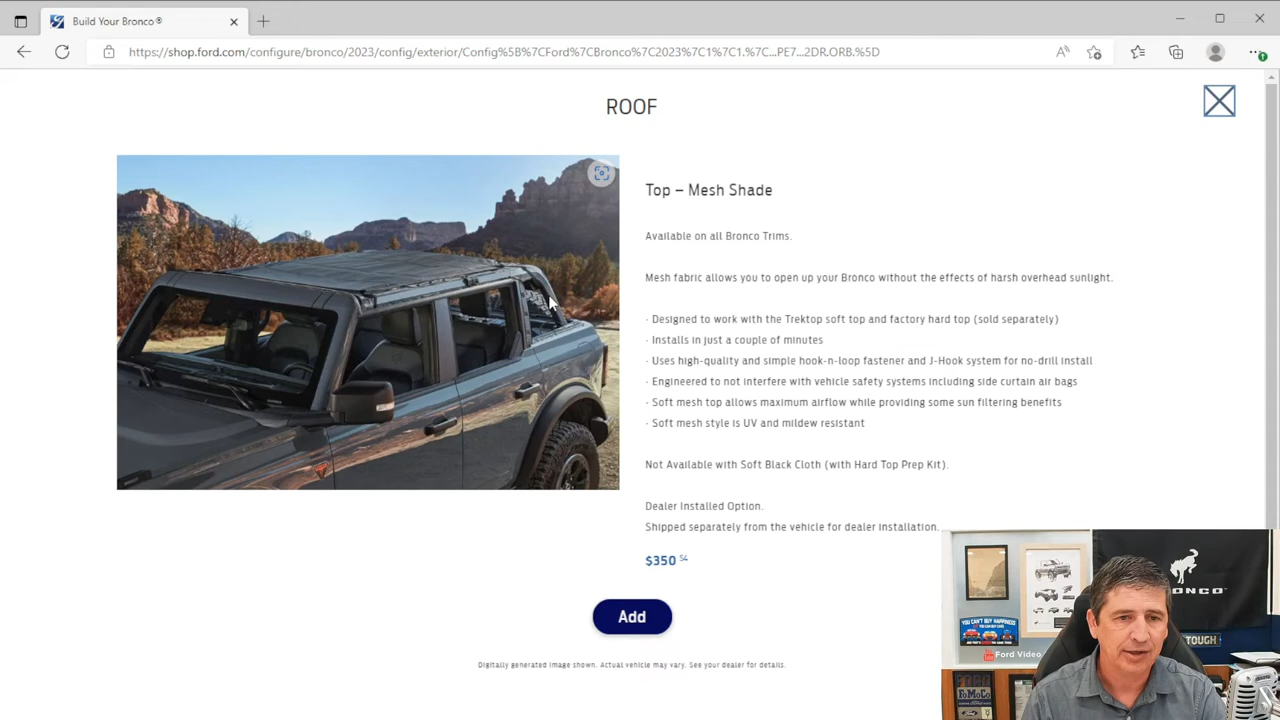 Build Your Bronco®
https://shop.ford.com/configure/bronco/2023/config/exterior/Config%5B%7CFord%7CBronco%7C2023%7C1%7C1.%7C...PE7...2DR.ORB.%5D
ROOF
Top – Mesh Shade
Available on all Bronco Trims.
Mesh fabric allows you to open up your Bronco without the effects of harsh overhead sunlight.
· Designed to work with the Trektop soft top and factory hard top (sold separately)
· Installs in just a couple of minutes
· Uses high-quality and simple hook-n-loop fastener and J-Hook system for no-drill install
· Engineered to not interfere with vehicle safety systems including side curtain air bags
· Soft mesh top allows maximum airflow while providing some sun filtering benefits
· Soft mesh style is UV and mildew resistant
Not Available with Soft Black Cloth (with Hard Top Prep Kit).
Dealer Installed Option.
Shipped separately from the vehicle for dealer installation.
$350 S4
Add
Digitally generated image shown. Actual vehicle may vary. See your dealer for details.
YOU CAN'T BUY HAPPINESS
Ford Video
TOUGH
FoMoCo